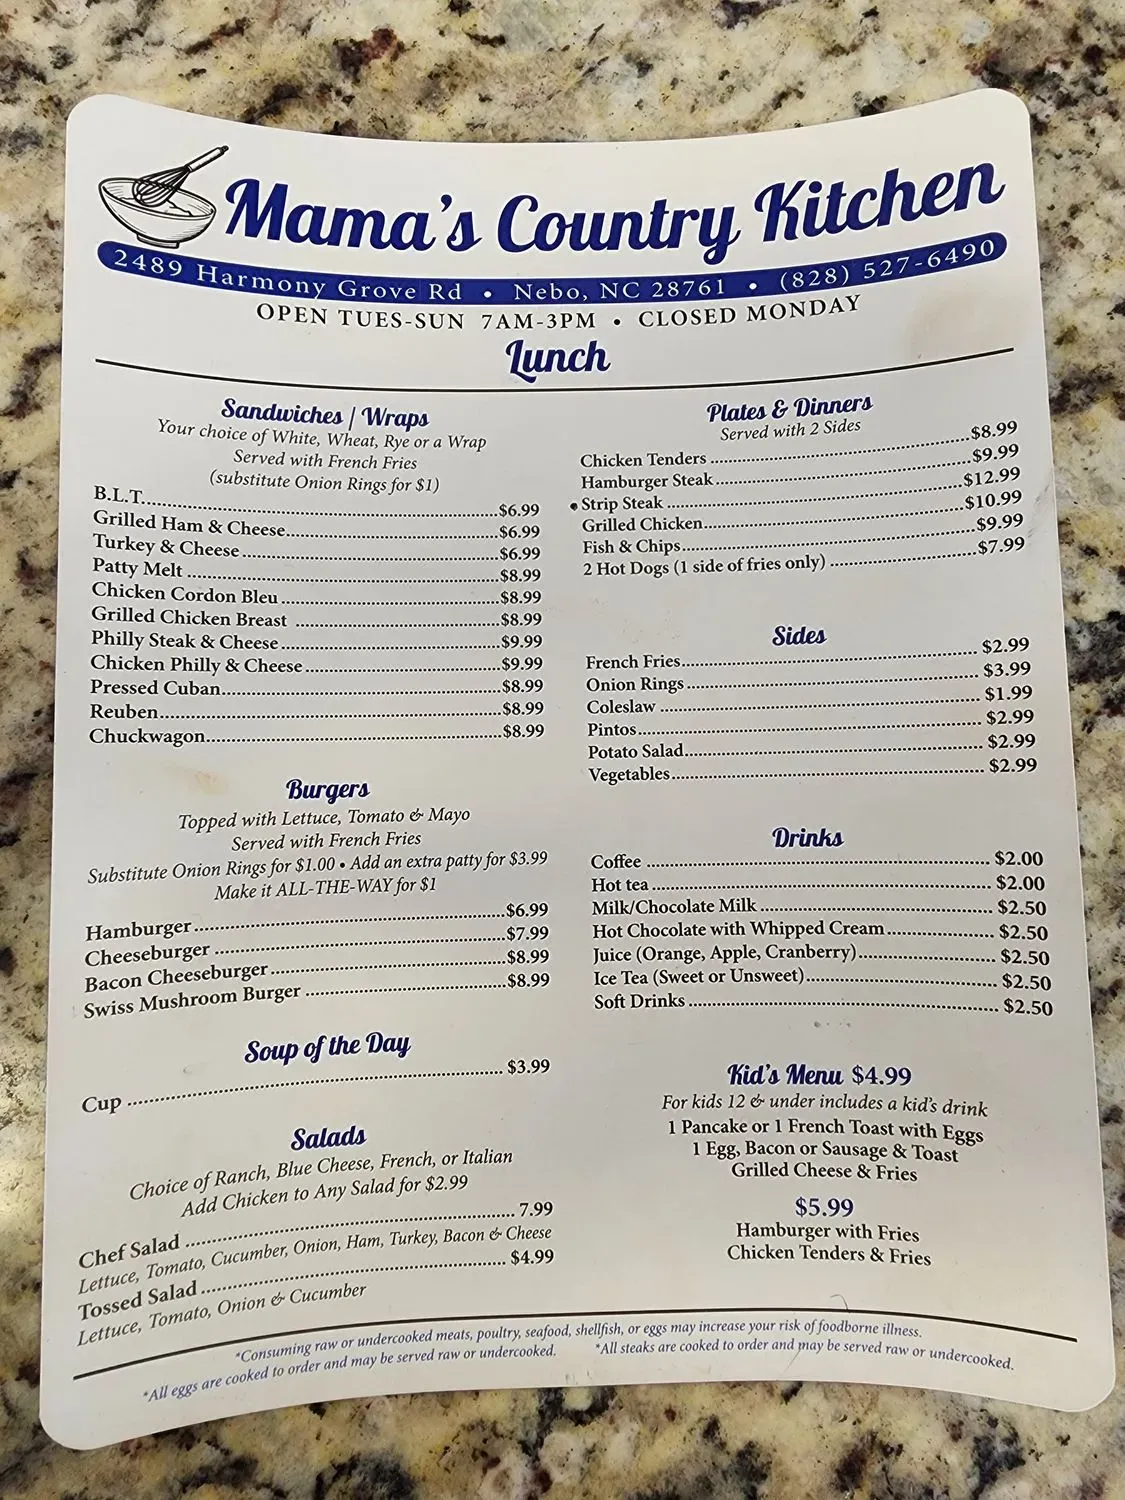 Mama's Country Kitchen
2489 Harmony Grove Rd • Nebo, NC 28761 • (828) 527-6490
OPEN TUES-SUN 7AM-3PM • CLOSED MONDAY
Lunch
Sandwiches / Wraps
Your choice of White, Wheat, Rye or a Wrap
Served with French Fries
(substitute Onion Rings for $1)
B.L.T. $6.99
Grilled Ham & Cheese $6.99
Turkey & Cheese $6.99
Patty Melt $8.99
Chicken Cordon Bleu $8.99
Grilled Chicken Breast $8.99
Philly Steak & Cheese $9.99
Chicken Philly & Cheese $9.99
Pressed Cuban $8.99
Reuben $8.99
Chuckwagon $8.99
Burgers
Topped with Lettuce, Tomato & Mayo
Served with French Fries
Substitute Onion Rings for $1.00 • Add an extra patty for $3.99
Make it ALL-THE-WAY for $1
Hamburger $6.99
Cheeseburger $7.99
Bacon Cheeseburger $8.99
Swiss Mushroom Burger $8.99
Soup of the Day
Cup $3.99
Salads
Choice of Ranch, Blue Cheese, French, or Italian
Add Chicken to Any Salad for $2.99
Chef Salad 7.99
Lettuce, Tomato, Cucumber, Onion, Ham, Turkey, Bacon & Cheese
Tossed Salad $4.99
Lettuce, Tomato, Onion & Cucumber
Plates & Dinners
Served with 2 Sides
Chicken Tenders $8.99
Hamburger Steak $9.99
• Strip Steak $12.99
Grilled Chicken $10.99
Fish & Chips $9.99
2 Hot Dogs (1 side of fries only) $7.99
Sides
French Fries $2.99
Onion Rings $3.99
Coleslaw $1.99
Pintos $2.99
Potato Salad $2.99
Vegetables $2.99
Drinks
Coffee $2.00
Hot tea $2.00
Milk/Chocolate Milk $2.50
Hot Chocolate with Whipped Cream $2.50
Juice (Orange, Apple, Cranberry) $2.50
Ice Tea (Sweet or Unsweet) $2.50
Soft Drinks $2.50
Kid's Menu $4.99
For kids 12 & under includes a kid's drink
1 Pancake or 1 French Toast with Eggs
1 Egg, Bacon or Sausage & Toast
Grilled Cheese & Fries
$5.99
Hamburger with Fries
Chicken Tenders & Fries
*Consuming raw or undercooked meats, poultry, seafood, shellfish, or eggs may increase your risk of foodborne illness.
*All eggs are cooked to order and may be served raw or undercooked. *All steaks are cooked to order and may be served raw or undercooked.